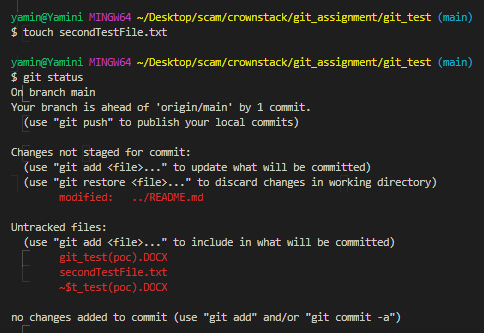 yamin@Yamini MINGW64 ~/Desktop/scam/crownstack/git_assignment/git_test (main)
$ touch secondTestFile.txt
yamin@Yamini MINGW64 ~/Desktop/scam/crownstack/git_assignment/git_test (main)
$ git status
On branch main
Your branch is ahead of 'origin/main' by 1 commit.
(use "git push" to publish your local commits)
Changes not staged for commit:
(use "git add <file>..." to update what will be committed)
(use "git restore <file>..." to discard changes in working directory)
modified: ../README.md
Untracked files:
(use "git add <file>..." to include in what will be committed)
git_test(poc).DOCX
secondTestFile.txt
~$t_test(poc).DOCX
no changes added to commit (use "git add" and/or "git commit -a")